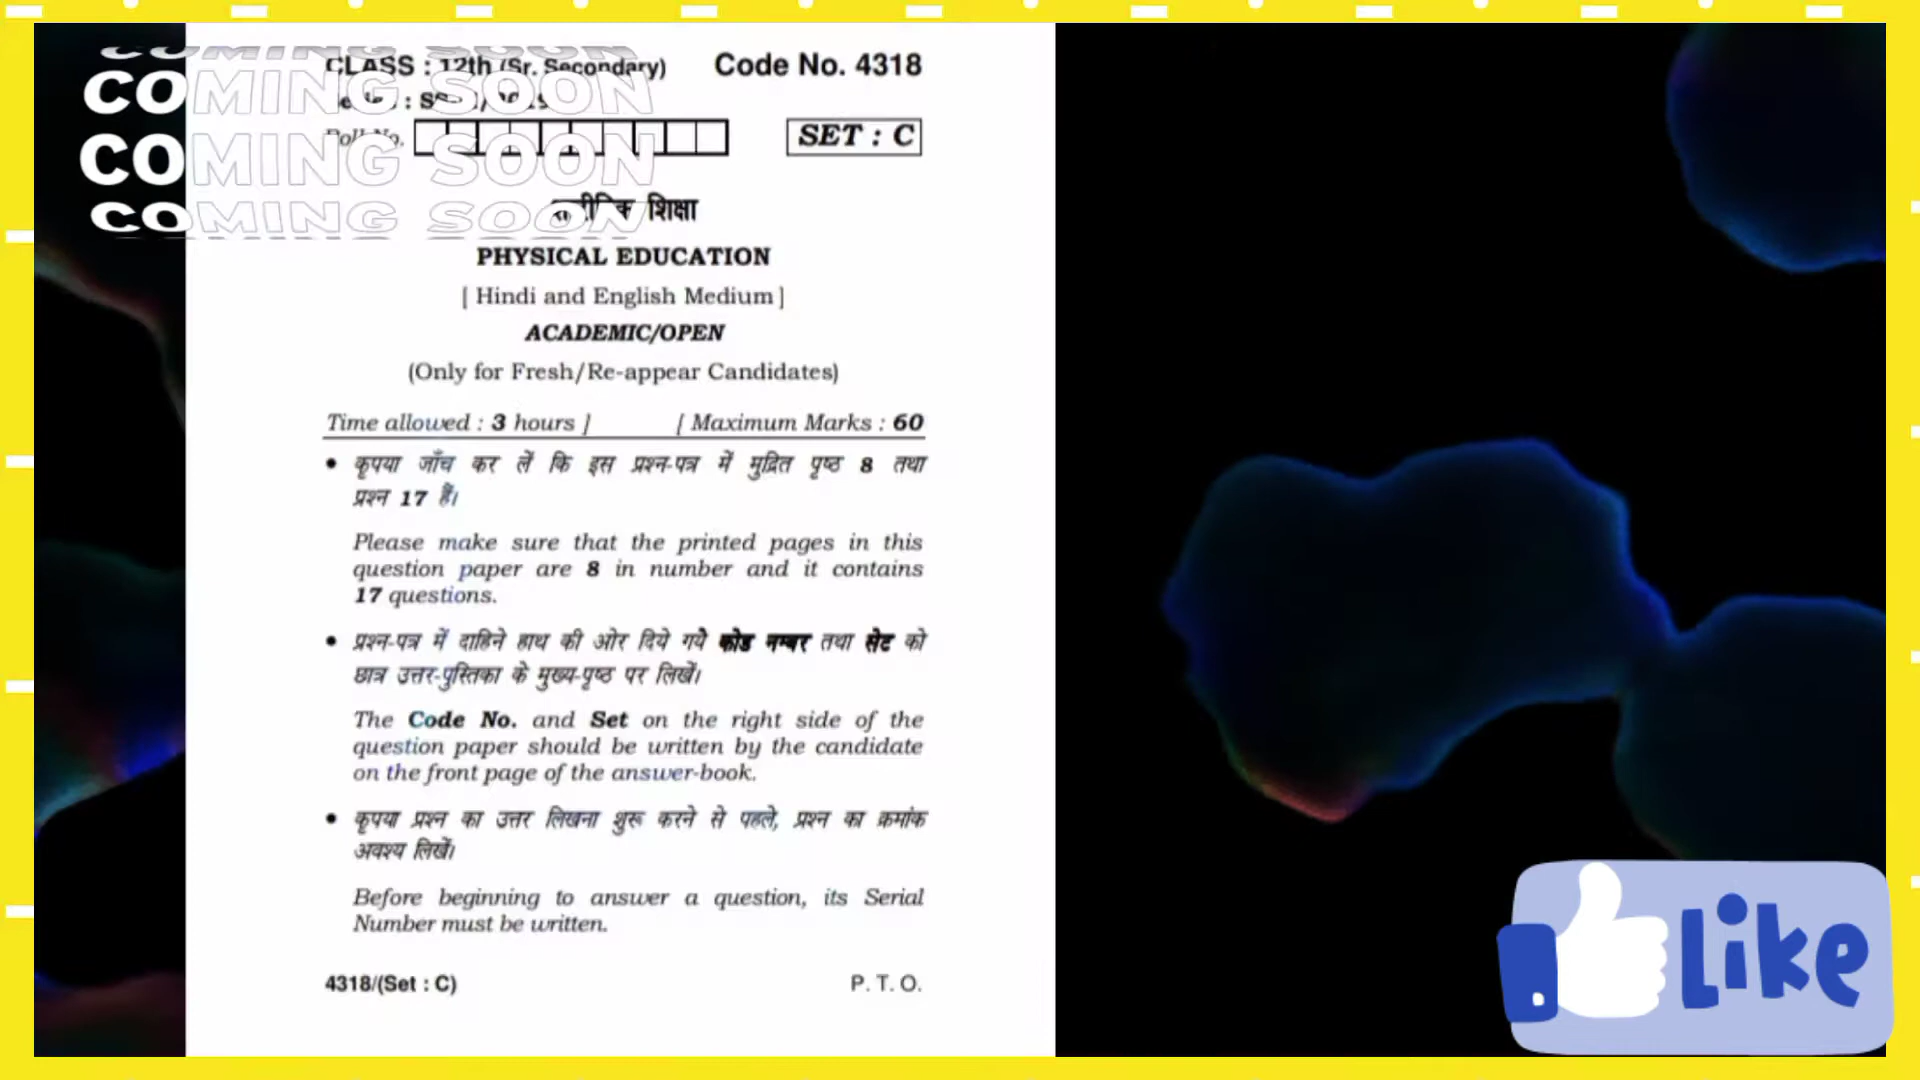 COMING SOON
COMING SOON
COMING SOON
COMING SOON
CLASS : 12th (Sr. Secondary) Code No. 4318
Roll No. SET : C
शिक्षा
PHYSICAL EDUCATION
[ Hindi and English Medium ]
ACADEMIC/OPEN
(Only for Fresh/Re-appear Candidates)
Time allowed : 3 hours ] [ Maximum Marks : 60
• कृपया जाँच कर लें कि इस प्रश्न-पत्र में मुद्रित पृष्ठ 8 तथा
प्रश्न 17 हैं।
Please make sure that the printed pages in this
question paper are 8 in number and it contains
17 questions.
• प्रश्न-पत्र में दाहिने हाथ की ओर दिये गये कोड नम्बर तथा सेट को
छात्र उत्तर-पुस्तिका के मुख्य-पृष्ठ पर लिखें।
The Code No. and Set on the right side of the
question paper should be written by the candidate
on the front page of the answer-book.
• कृपया प्रश्न का उत्तर लिखना शुरू करने से पहले, प्रश्न का क्रमांक
अवश्य लिखें।
Before beginning to answer a question, its Serial
Number must be written.
4318/(Set : C) P. T. O.
Like